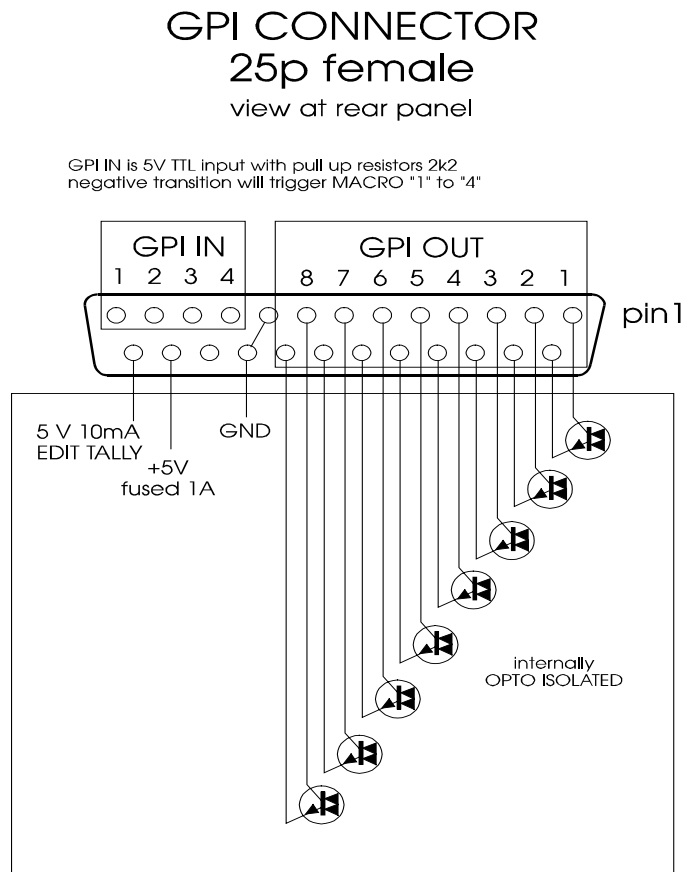 GPI CONNECTOR
25p female
view at rear panel
GPI IN is 5V TTL input with pull up resistors 2k2
negative transition will trigger MACRO "1" to "4"
GPI IN
GPI OUT
1 2 3 4
8 7 6 5 4 3 2 1
pin1
5 V 10mA
EDIT TALLY
+5V
fused 1A
GND
internally
OPTO ISOLATED